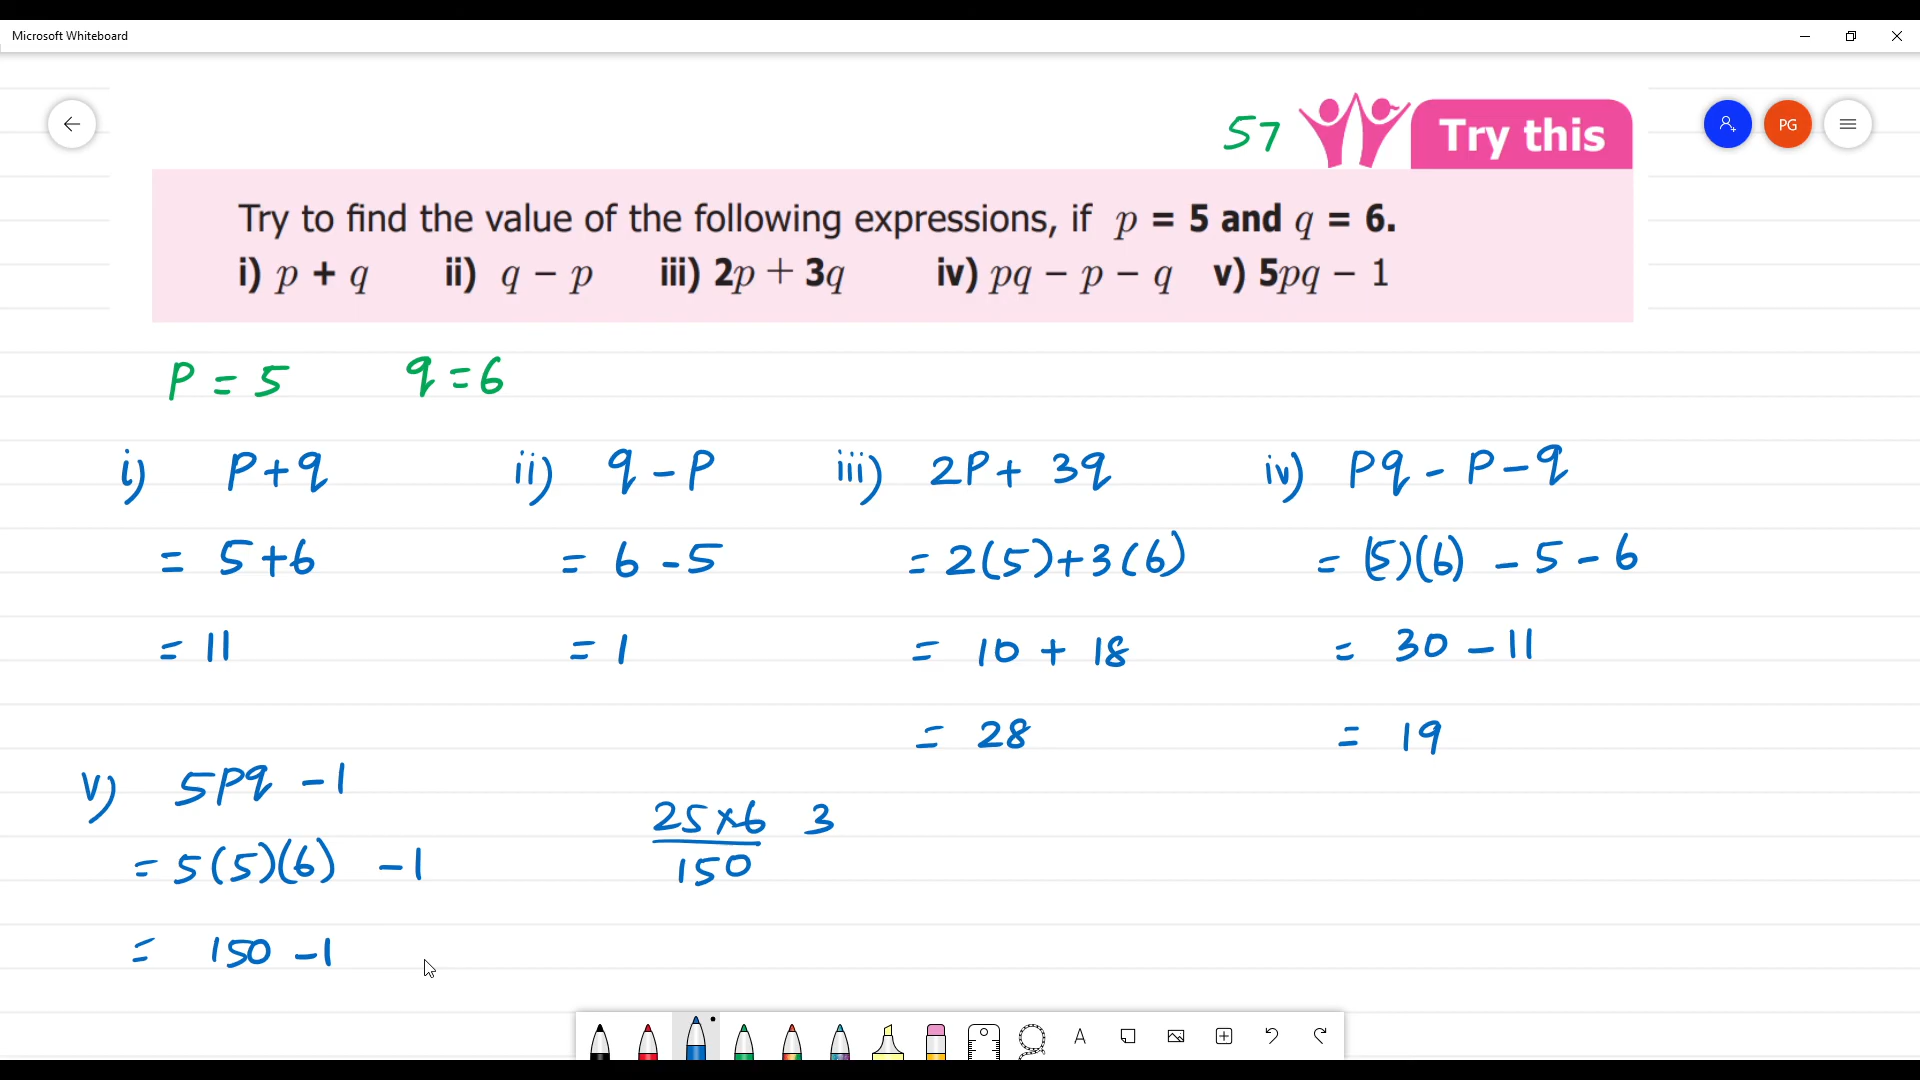 Microsoft Whiteboard
57 Try this
PG
Try to find the value of the following expressions, if p = 5 and q = 6.
i) p + q ii) q − p iii) 2p + 3q iv) pq − p − q v) 5pq − 1
P = 5 q = 6
i) P + q ii) q - P iii) 2P + 3q iv) Pq - P - q
= 5 + 6 = 6 - 5 = 2(5) + 3(6) = (5)(6) - 5 - 6
= 11 = 1 = 10 + 18 = 30 - 11
= 28 = 19
v) 5Pq - 1
25 × 6 3
= 5(5)(6) - 1 150
= 150 - 1
A